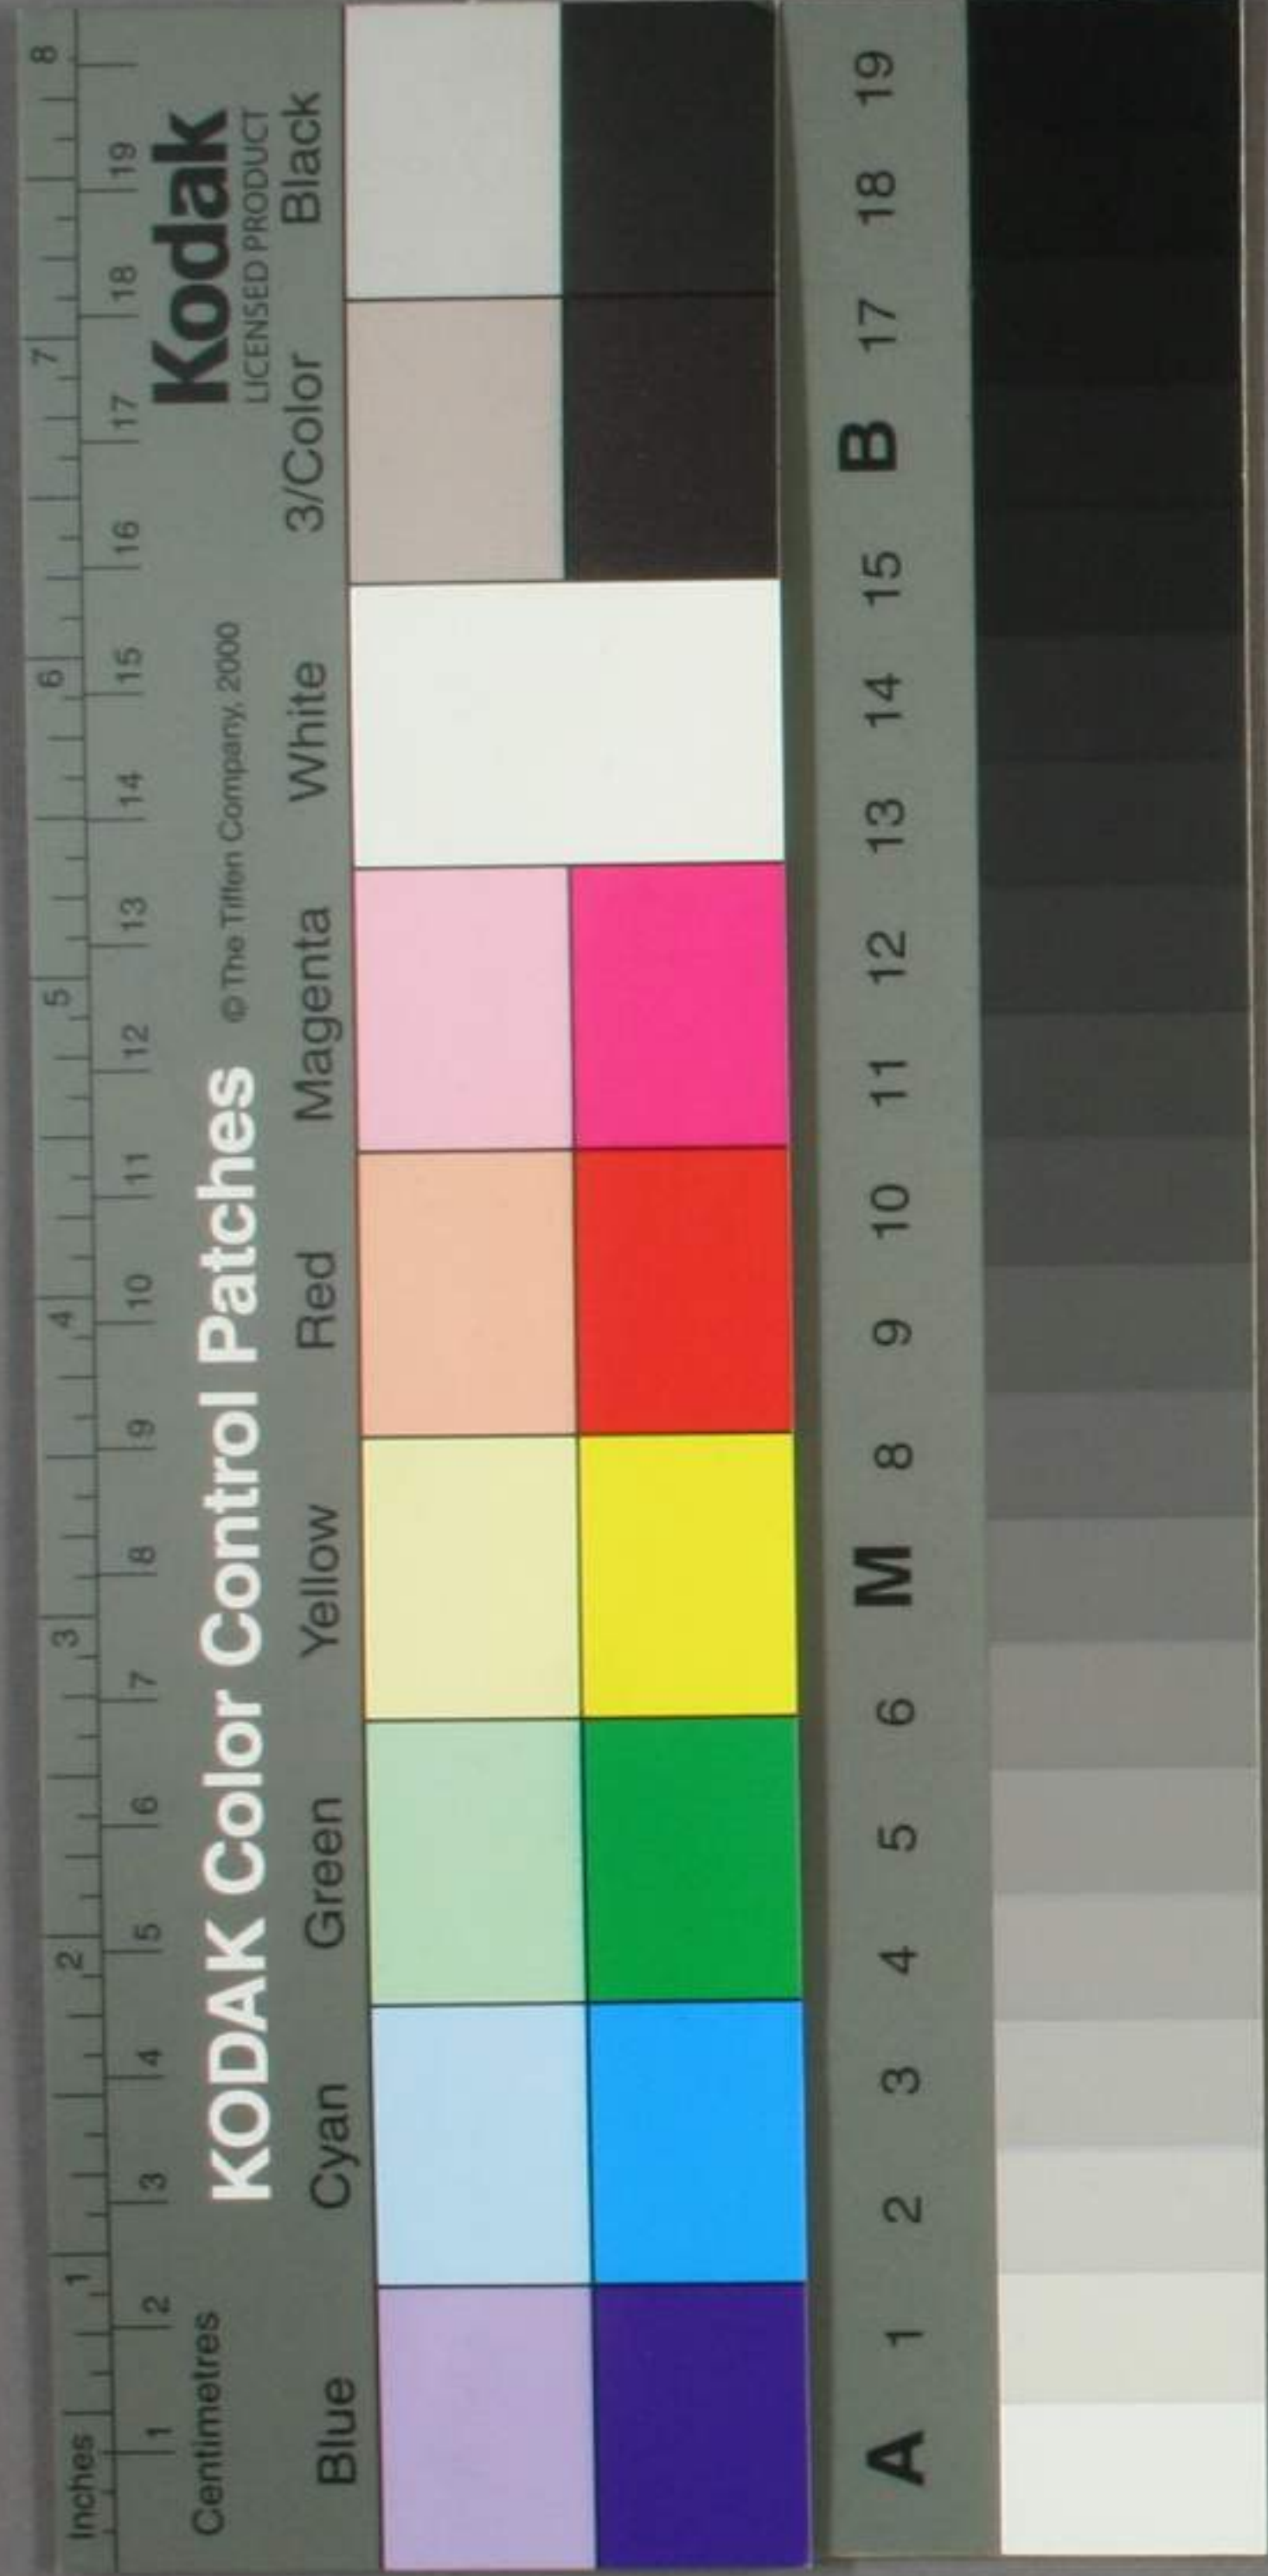 Inches 1 2 3 4 5 6 7 8
Centimetres 1 2 3 4 5 6 7 8 9 10 11 12 13 14 15 16 17 18 19
KODAK Color Control Patches © The Tiffen Company, 2000 Kodak
LICENSED PRODUCT
Blue Cyan Green Yellow Red Magenta White 3/Color Black
A 1 2 3 4 5 6 M 8 9 10 11 12 13 14 15 B 17 18 19